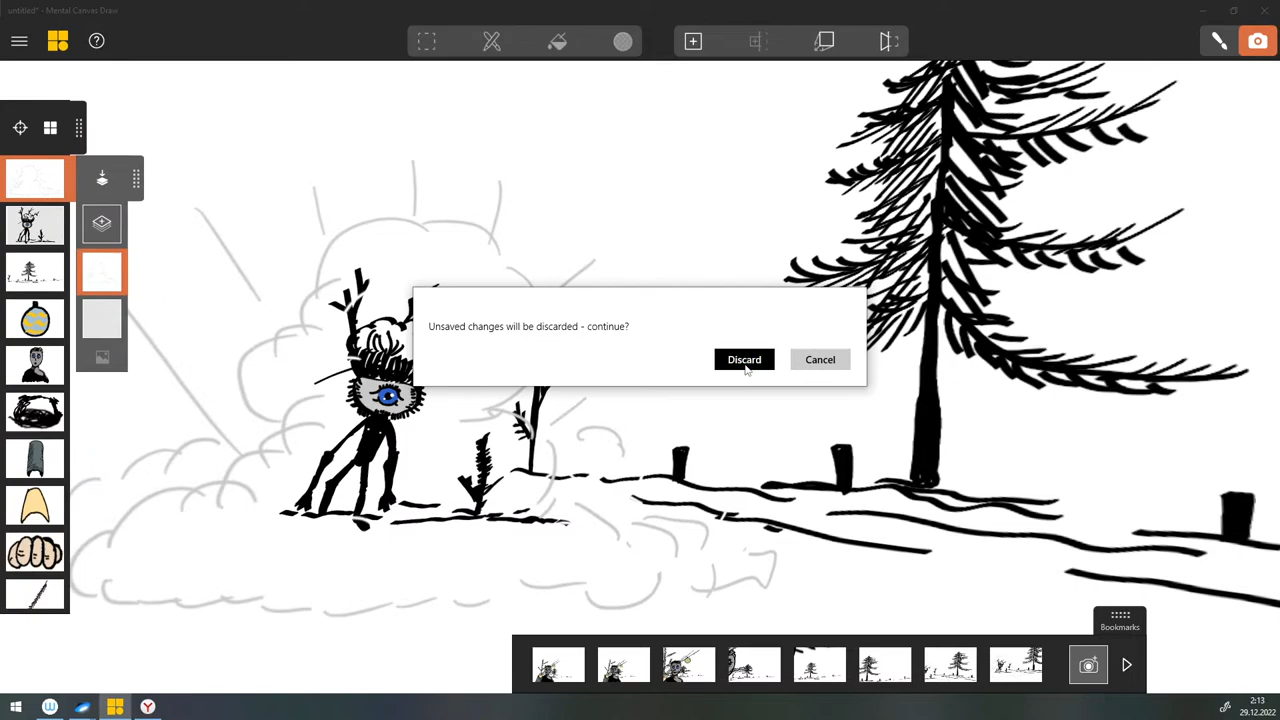 untitled* - Mental Canvas Draw
Unsaved changes will be discarded - continue?
Discard
Cancel
Bookmarks
2:13
29.12.2022